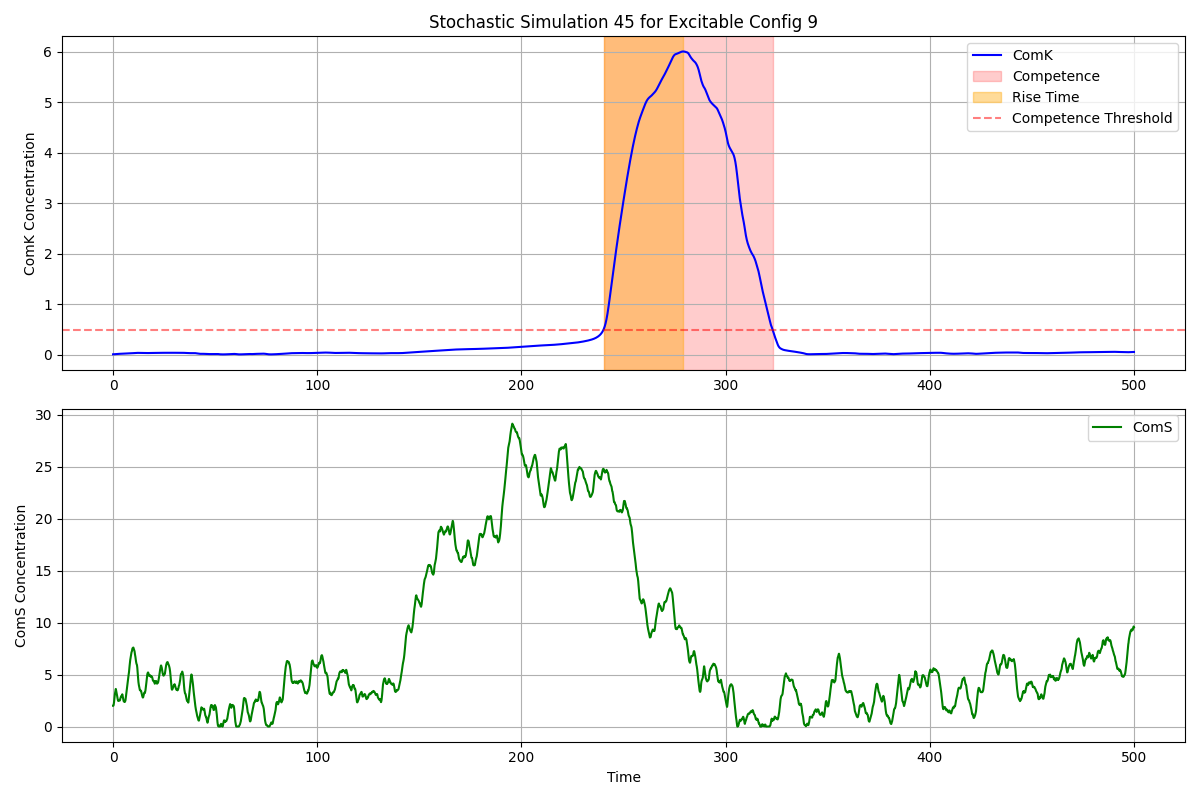 Stochastic Simulation 45 for Excitable Config 9
ComK Concentration
6
5
4
3
2
1
0
ComK
Competence
Rise Time
Competence Threshold
0 100 200 300 400 500
ComS Concentration
30
25
20
15
10
5
0
ComS
0 100 200 300 400 500
Time